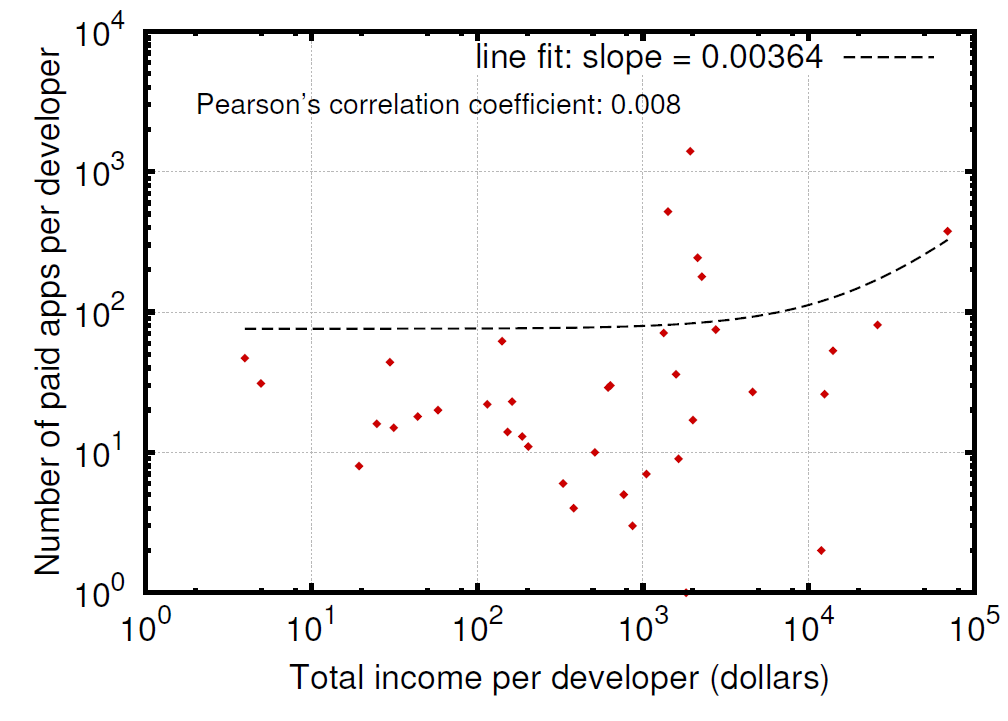 line fit: slope = 0.00364
Pearson's correlation coefficient: 0.008
Number of paid apps per developer
10^4
10^3
10^2
10^1
10^0
10^0 10^1 10^2 10^3 10^4 10^5
Total income per developer (dollars)